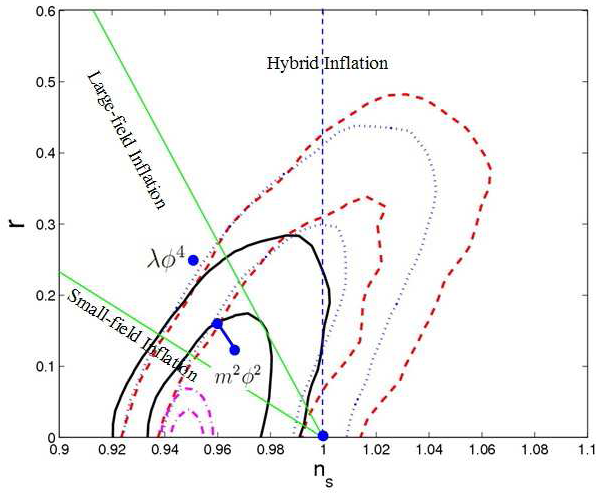 0.6
Hybrid Inflation
0.5
Large-field Inflation
0.4
r
0.3
λϕ⁴
0.2
Small-field Inflation
0.1
m²ϕ²
0
0.9
0.92
0.94
0.96
0.98
1
1.02
1.04
1.06
1.08
1.1
nₛ